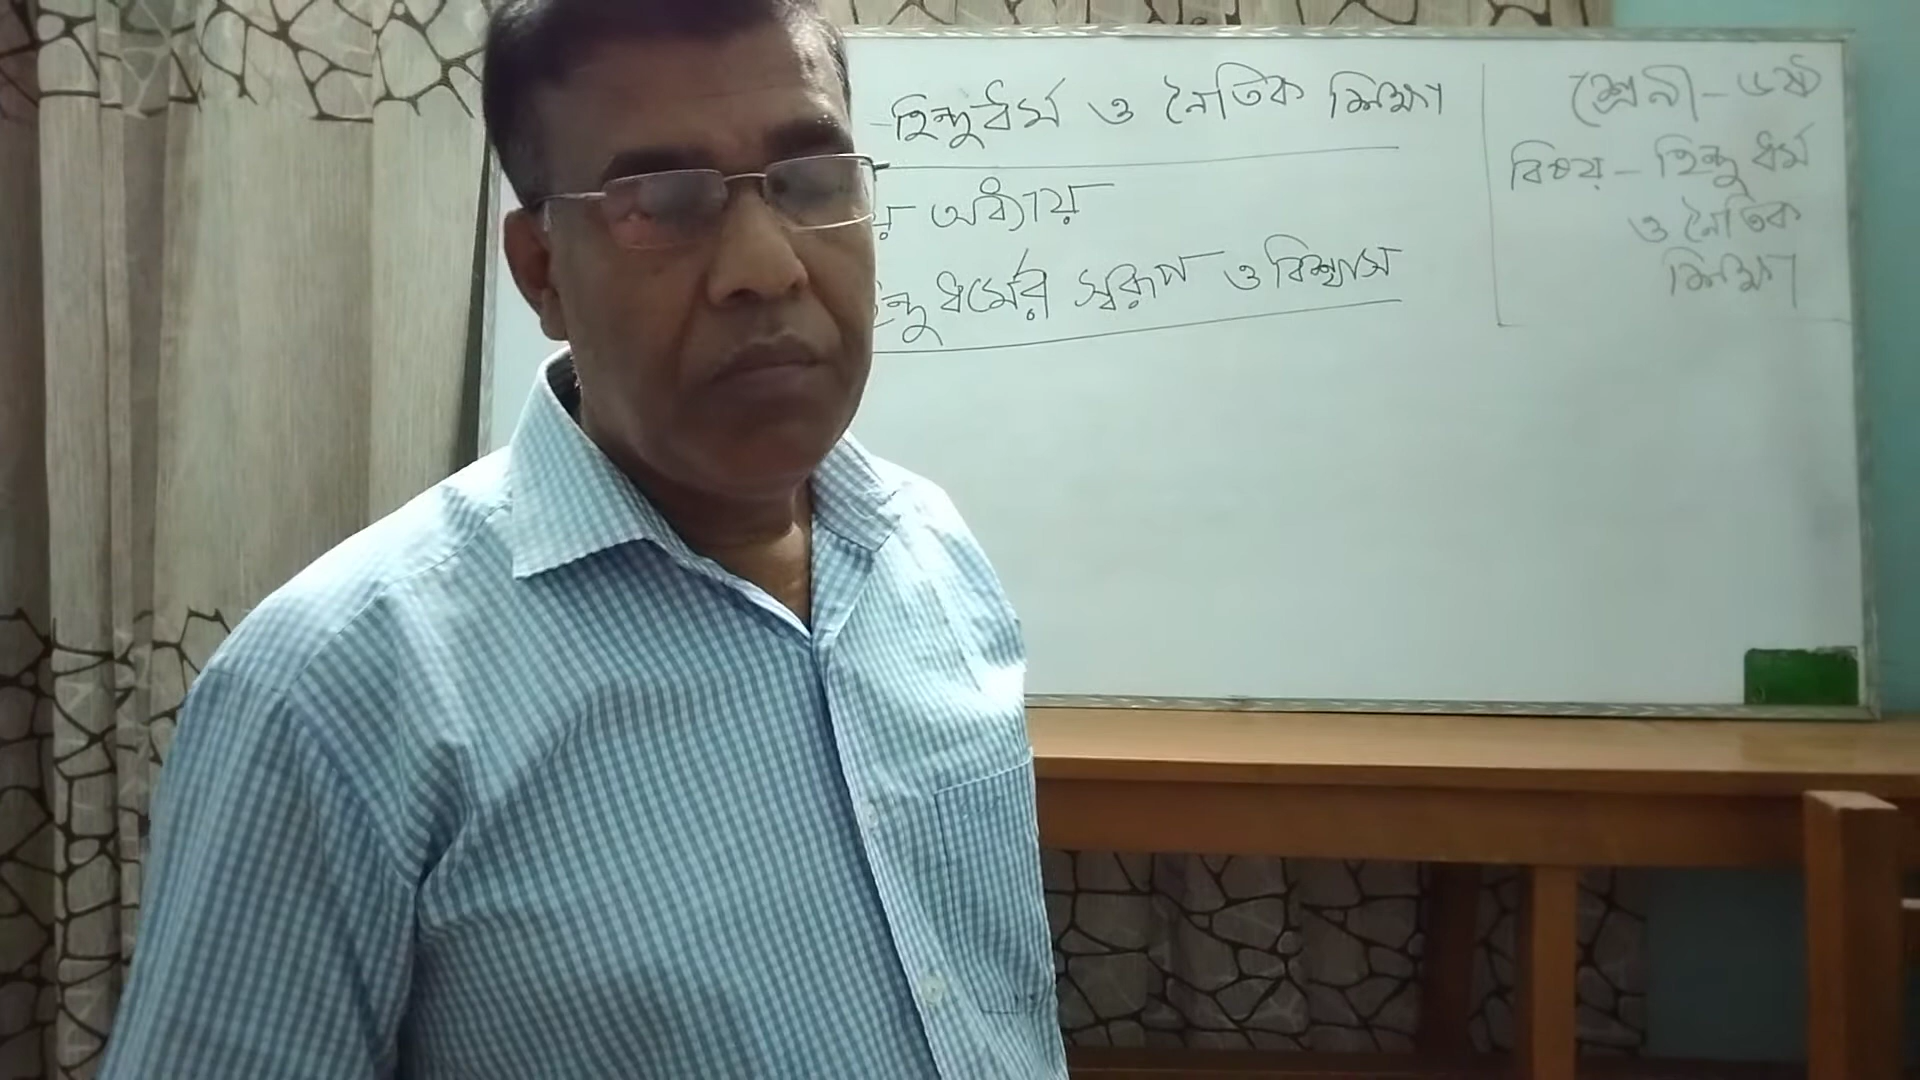 হিন্দুধর্ম ও নৈতিক শিক্ষা
অধ্যায়
ধর্মের স্বরূপ ও বিশ্বাস
শ্রেনী - ৬ষ্ঠ
বিষয় - হিন্দু ধর্ম
ও নৈতিক
শিক্ষা